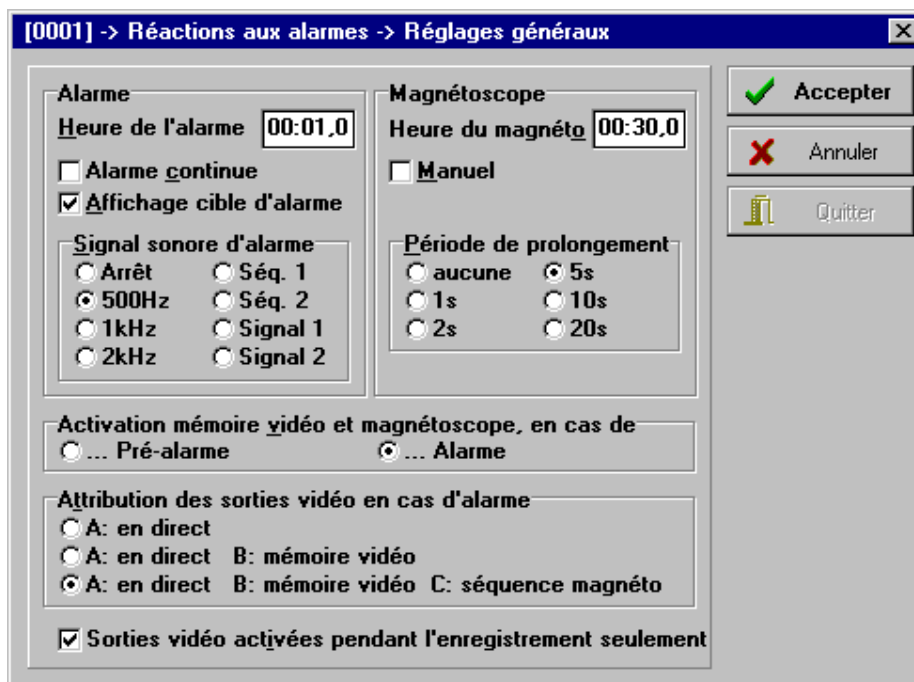 [0001] -> Réactions aux alarmes -> Réglages généraux
Alarme
Heure de l'alarme 00:01,0
Alarme continue
Affichage cible d'alarme
Signal sonore d'alarme
Arrêt Séq. 1
500Hz Séq. 2
1kHz Signal 1
2kHz Signal 2
Magnétoscope
Heure du magnéto 00:30,0
Manuel
Période de prolongement
aucune 5s
1s 10s
2s 20s
Activation mémoire vidéo et magnétoscope, en cas de
... Pré-alarme ... Alarme
Attribution des sorties vidéo en cas d'alarme
A: en direct
A: en direct B: mémoire vidéo
A: en direct B: mémoire vidéo C: séquence magnéto
Sorties vidéo activées pendant l'enregistrement seulement
Accepter
Annuler
Quitter